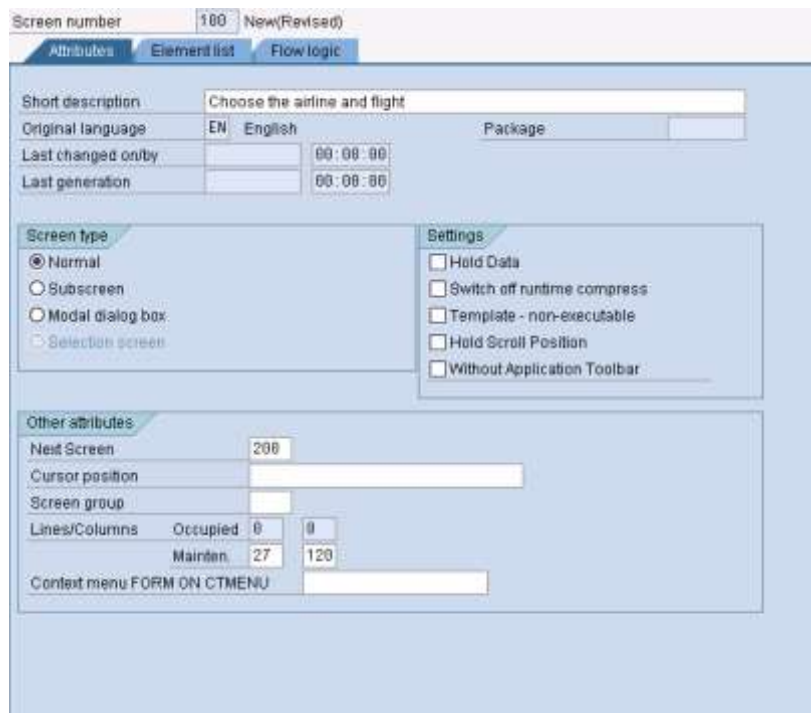 Screen number 100 New(Revised)
Attributes Element list Flow logic
Short description Choose the airline and flight
Original language EN English Package
Last changed on/by 00:00:00
Last generation 00:00:00
Screen type Settings
Normal Hold Data
Subscreen Switch off runtime compress
Modal dialog box Template - non-executable
Selection screen Hold Scroll Position
Without Application Toolbar
Other attributes
Next Screen 200
Cursor position
Screen group
Lines/Columns Occupied 0 0
Mainten. 27 120
Context menu FORM ON CTMENU